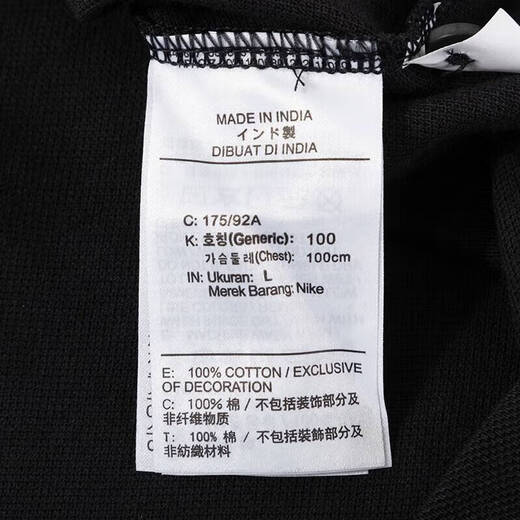 MADE IN INDIA
インド製
DIBUAT DI INDIA
C: 175/92A
K: 호칭(Generic): 100
가슴둘레(Chest): 100cm
IN: Ukuran: L
Merek Barang: Nike
E: 100% COTTON / EXCLUSIVE
OF DECORATION
C: 100% 棉 / 不包括装饰部分及
非纤维物质
T: 100% 棉 / 不包括裝飾部分及
非紡織材料